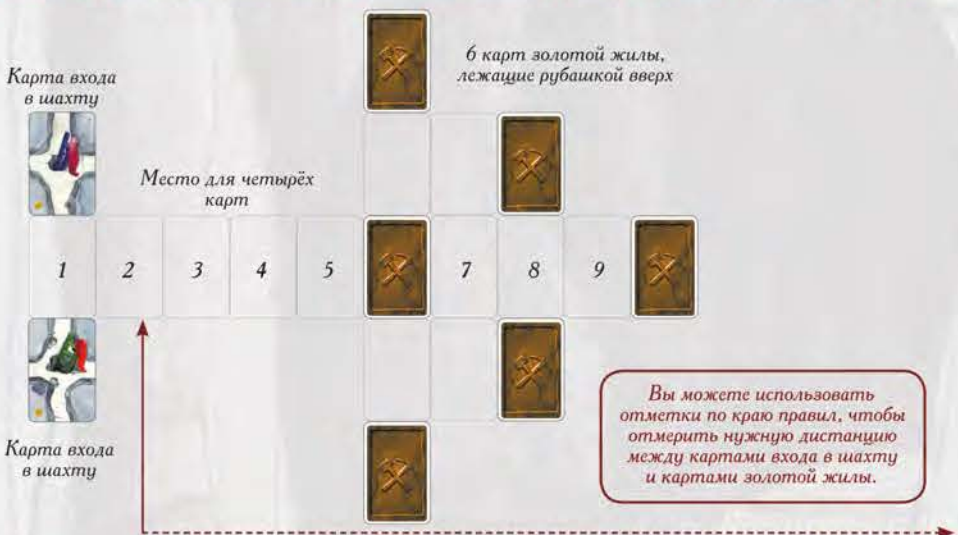 6 карт золотой жилы,
лежащие рубашкой вверх
Карта входа
в шахту
Место для четырёх
карт
1 2 3 4 5 7 8 9
Карта входа
в шахту
Вы можете использовать
отметки по краю правил, чтобы
отмерить нужную дистанцию
между картами входа в шахту
и картами золотой жилы.